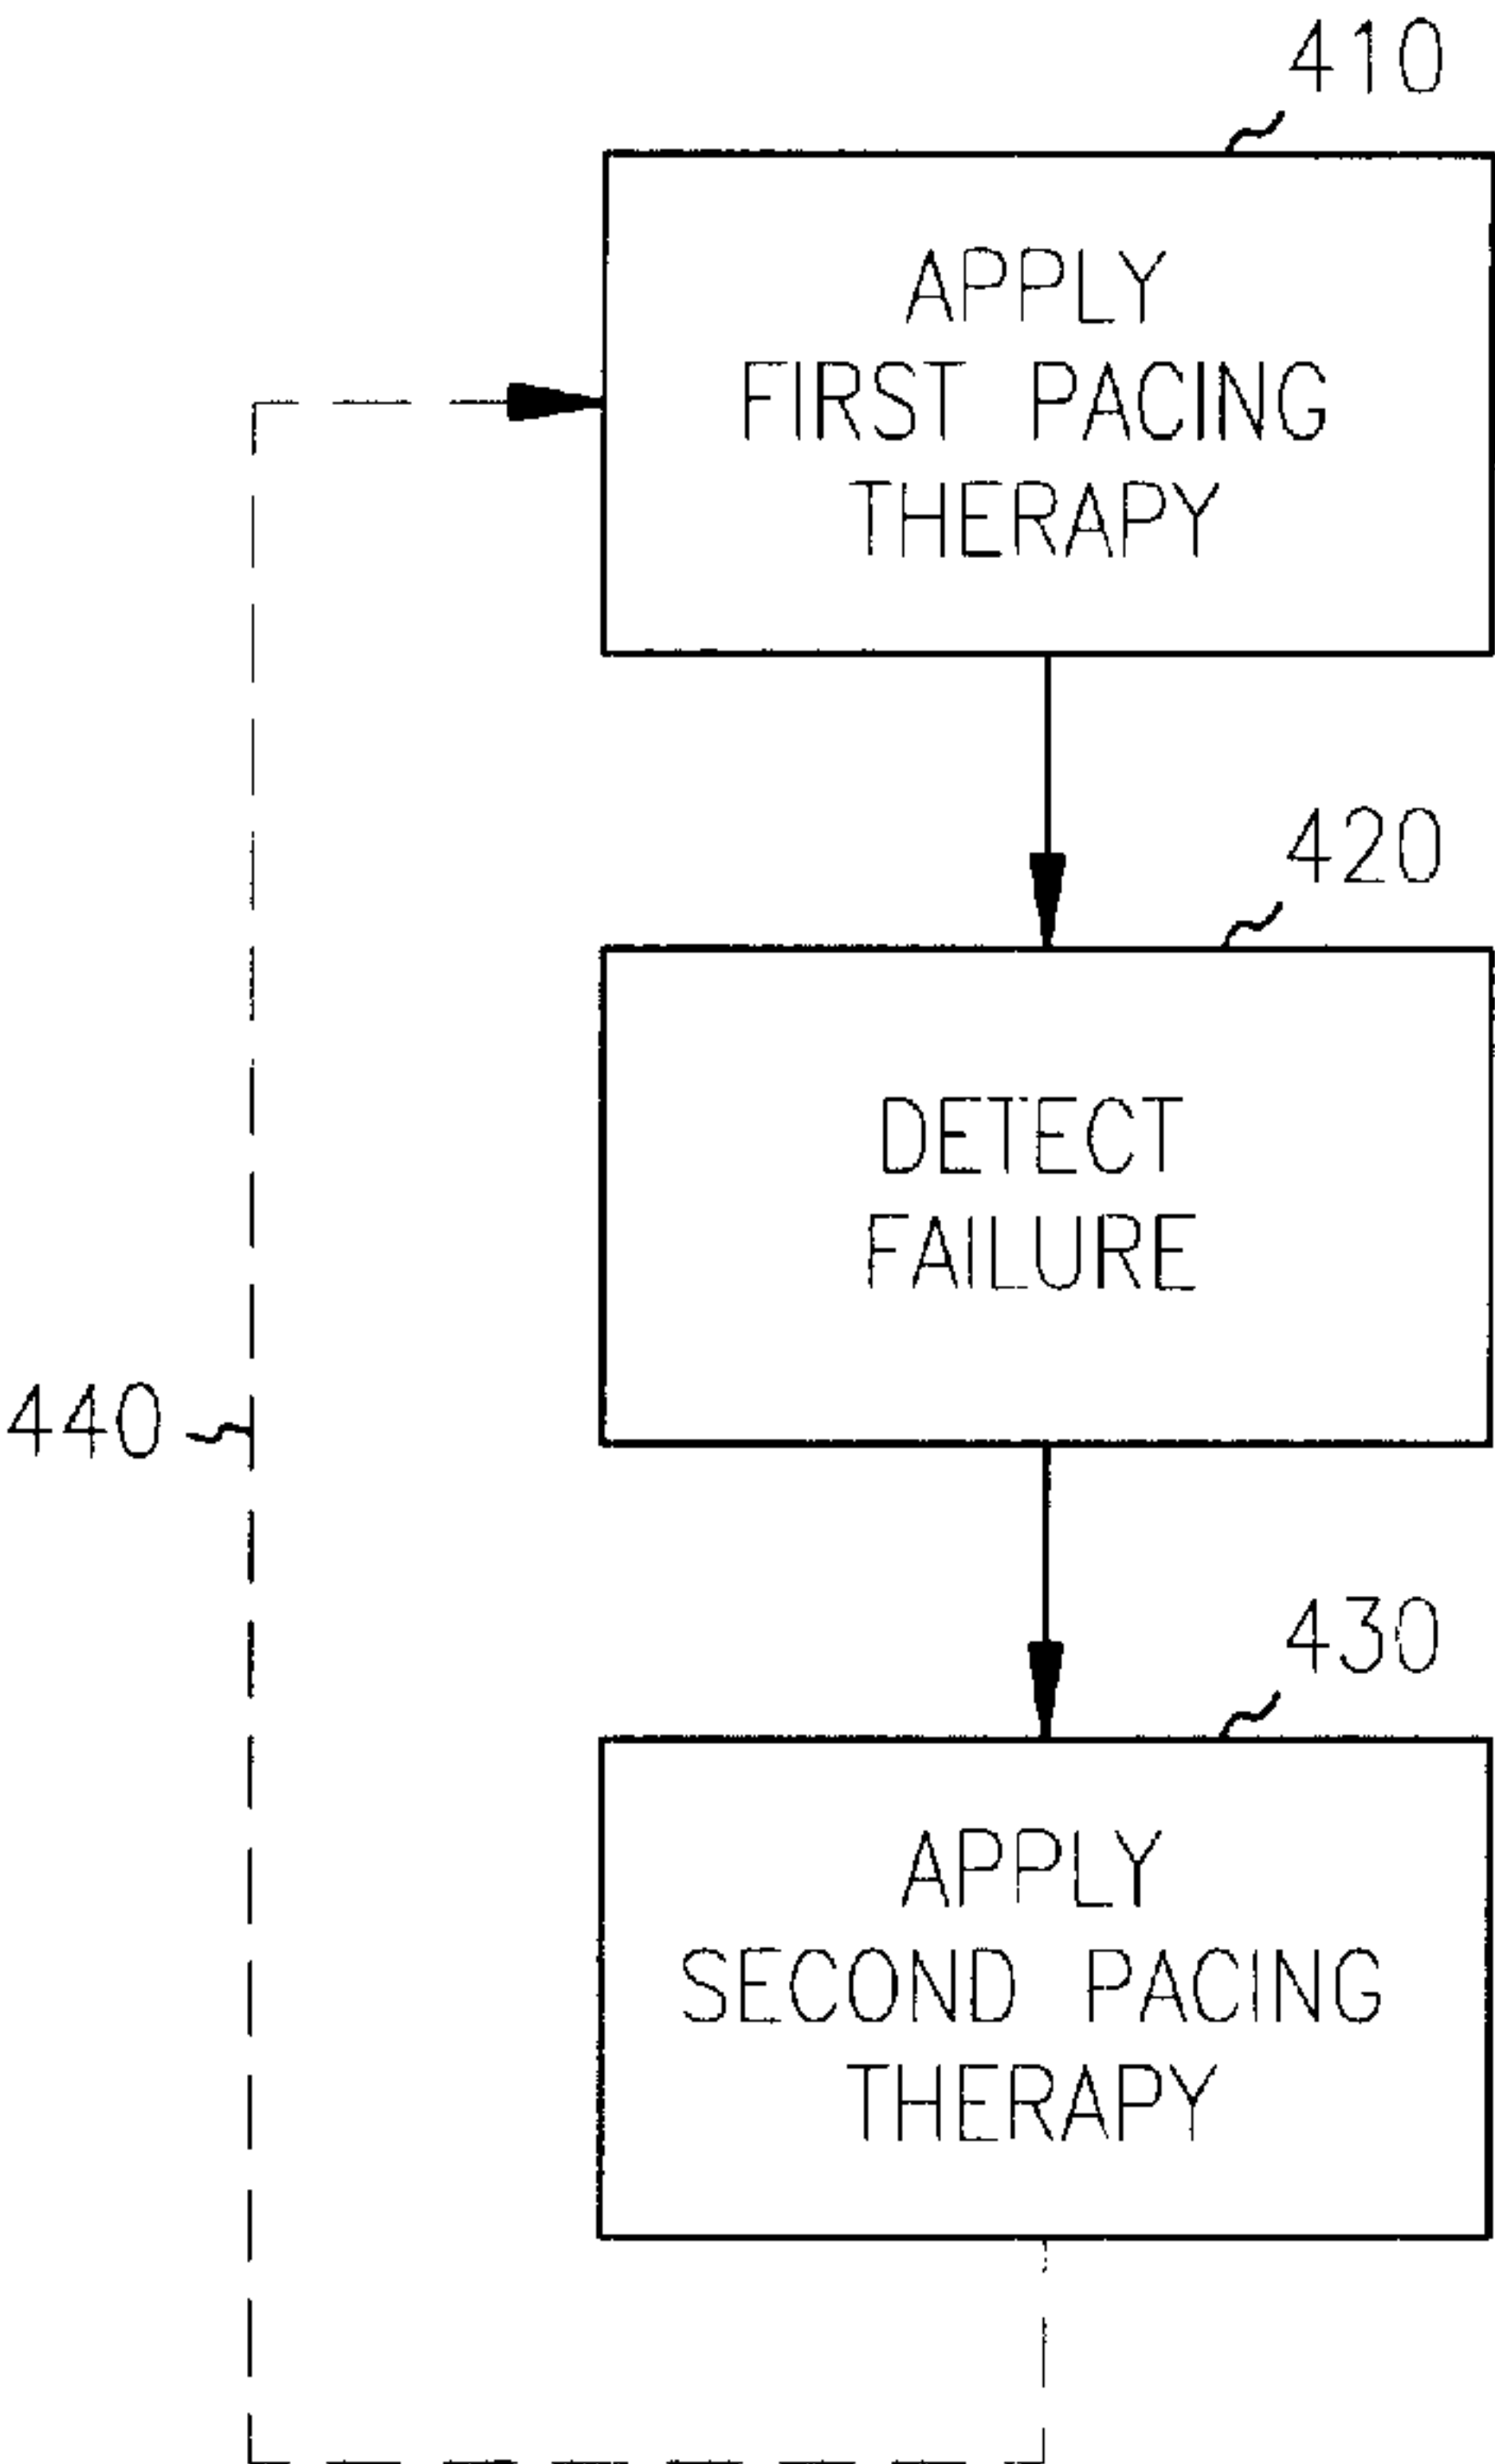 410
APPLY
FIRST PACING
THERAPY
420
DETECT
FAILURE
440
430
APPLY
SECOND PACING
THERAPY